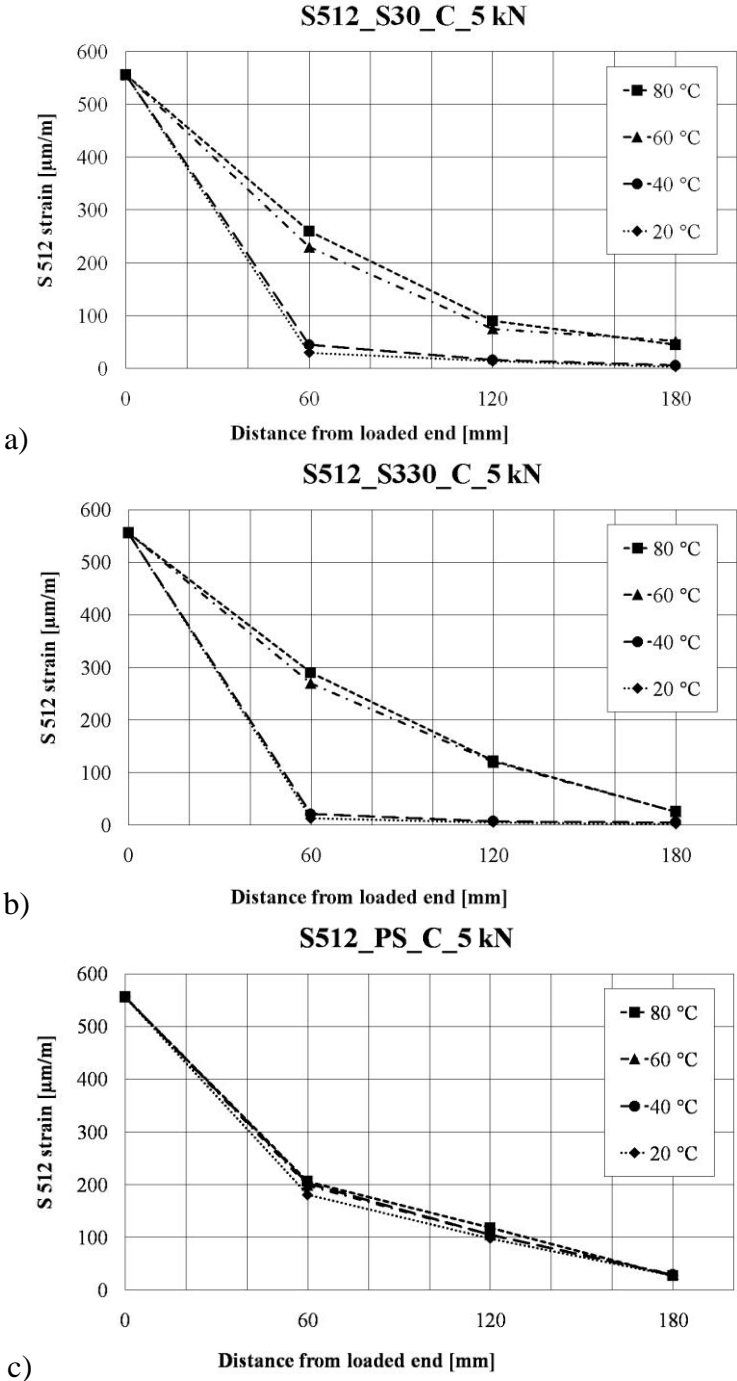 S512_S30_C_5 kN
600
500
400
300
200
100
0
0 60 120 180
S 512 strain [µm/m]
Distance from loaded end [mm]
80 °C
60 °C
40 °C
20 °C
a)
S512_S330_C_5 kN
600
500
400
300
200
100
0
0 60 120 180
S 512 strain [µm/m]
Distance from loaded end [mm]
80 °C
60 °C
40 °C
20 °C
b)
S512_PS_C_5 kN
600
500
400
300
200
100
0
0 60 120 180
S 512 strain [µm/m]
Distance from loaded end [mm]
80 °C
60 °C
40 °C
20 °C
c)